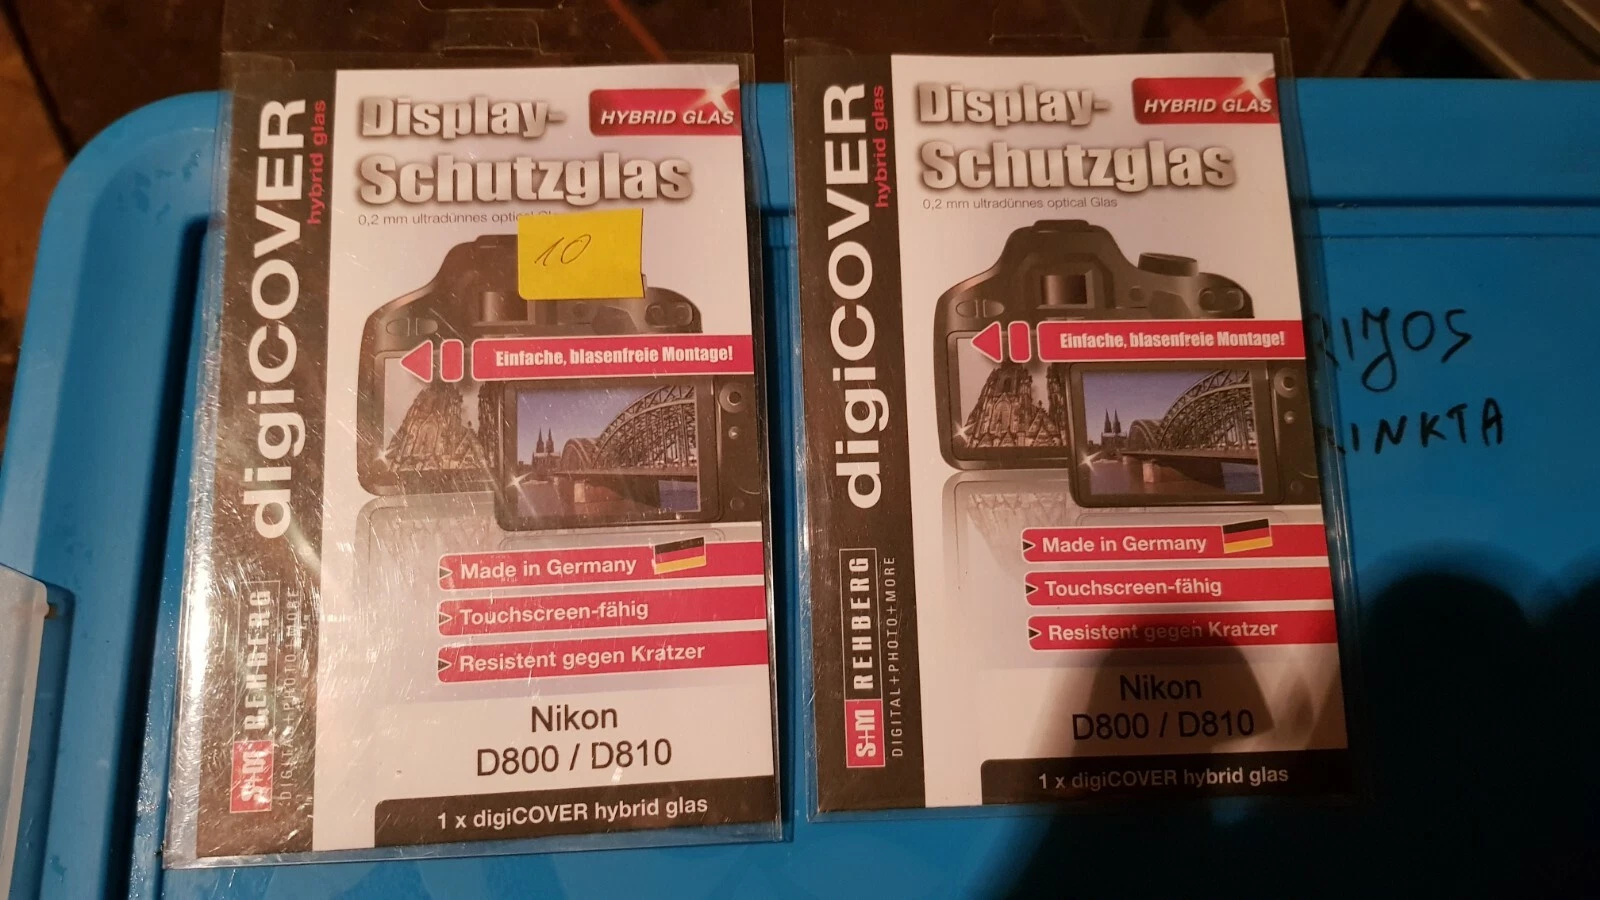 digiCOVER
hybrid glas
S+M REHBERG
DIGITAL+PHOTO+MORE
Display-
Schutzglas
HYBRID GLAS
0,2 mm ultradünnes optical
10
Einfache, blasenfreie Montage!
Made in Germany
Touchscreen-fähig
Resistent gegen Kratzer
Nikon
D800 / D810
1 x digiCOVER hybrid glas
digiCOVER
hybrid glas
S+M REHBERG
DIGITAL+PHOTO+MORE
Display-
Schutzglas
HYBRID GLAS
0,2 mm ultradünnes optical Glas
Einfache, blasenfreie Montage!
Made in Germany
Touchscreen-fähig
Resistent gegen Kratzer
Nikon
D800 / D810
1 x digiCOVER hybrid glas